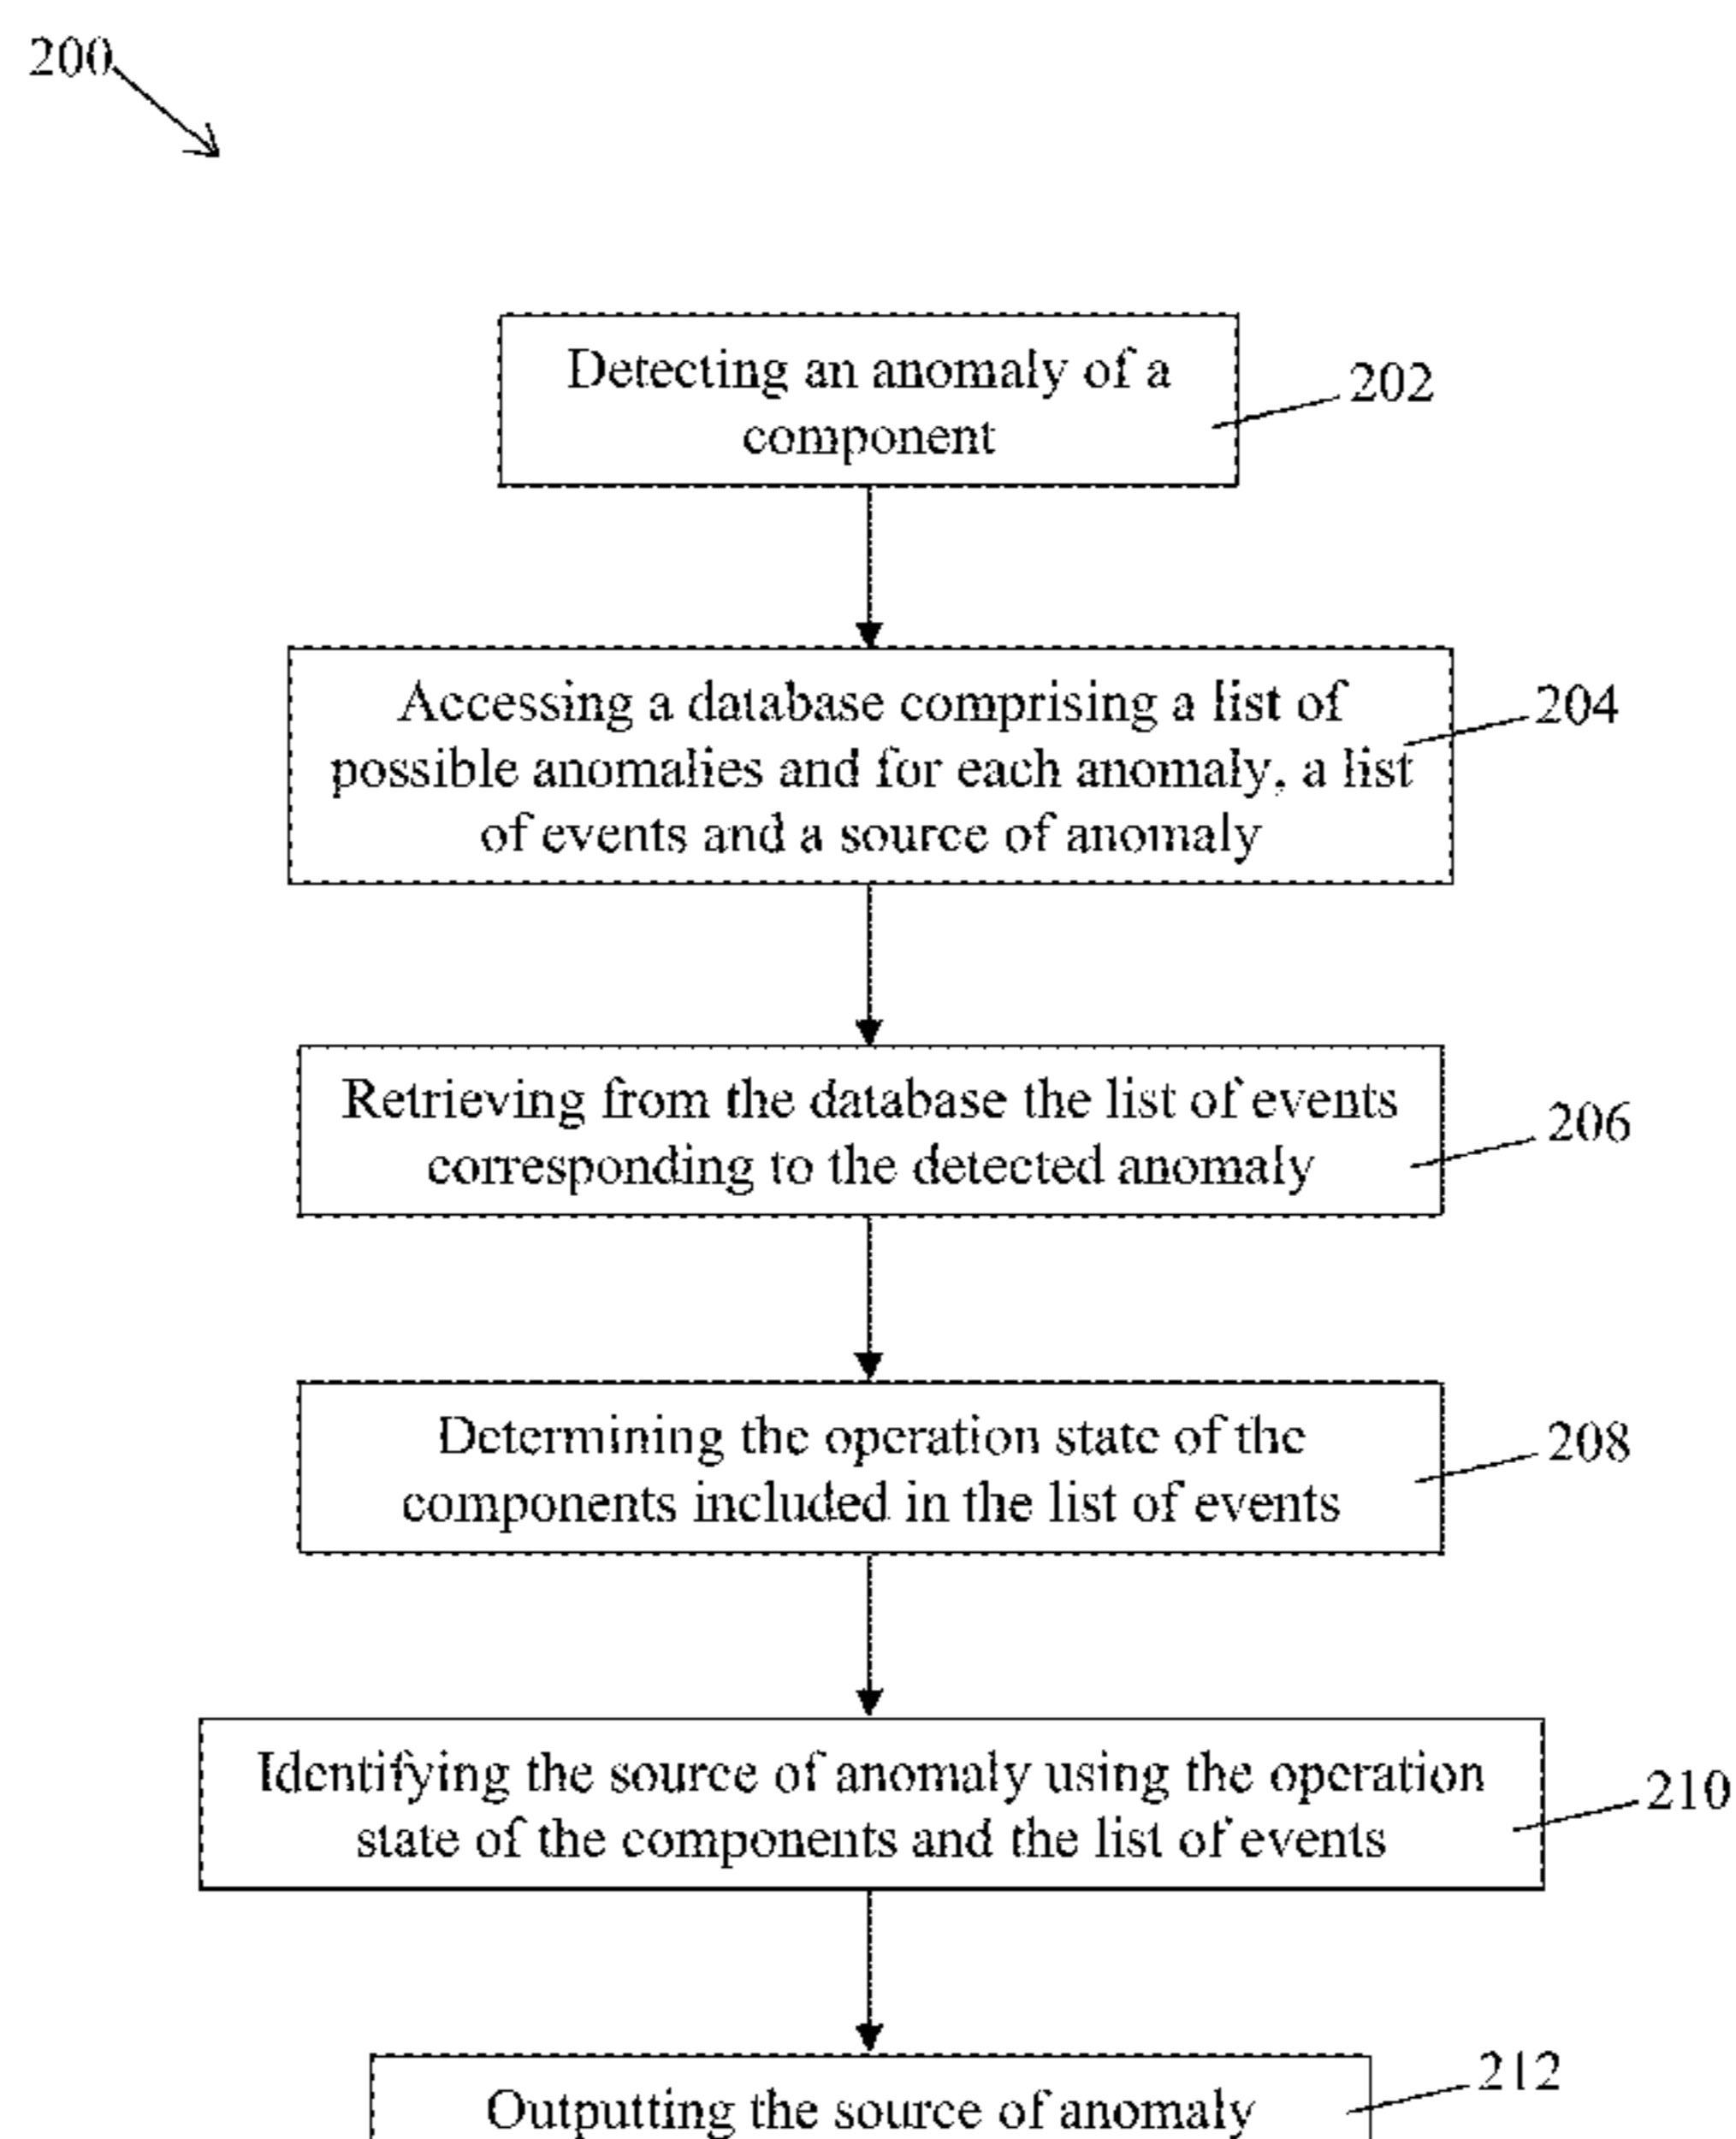 200
Detecting an anomaly of a
component
202
Accessing a database comprising a list of
possible anomalies and for each anomaly, a list
of events and a source of anomaly
204
Retrieving from the database the list of events
corresponding to the detected anomaly
206
Determining the operation state of the
components included in the list of events
208
Identifying the source of anomaly using the operation
state of the components and the list of events
210
Outputting the source of anomaly
212